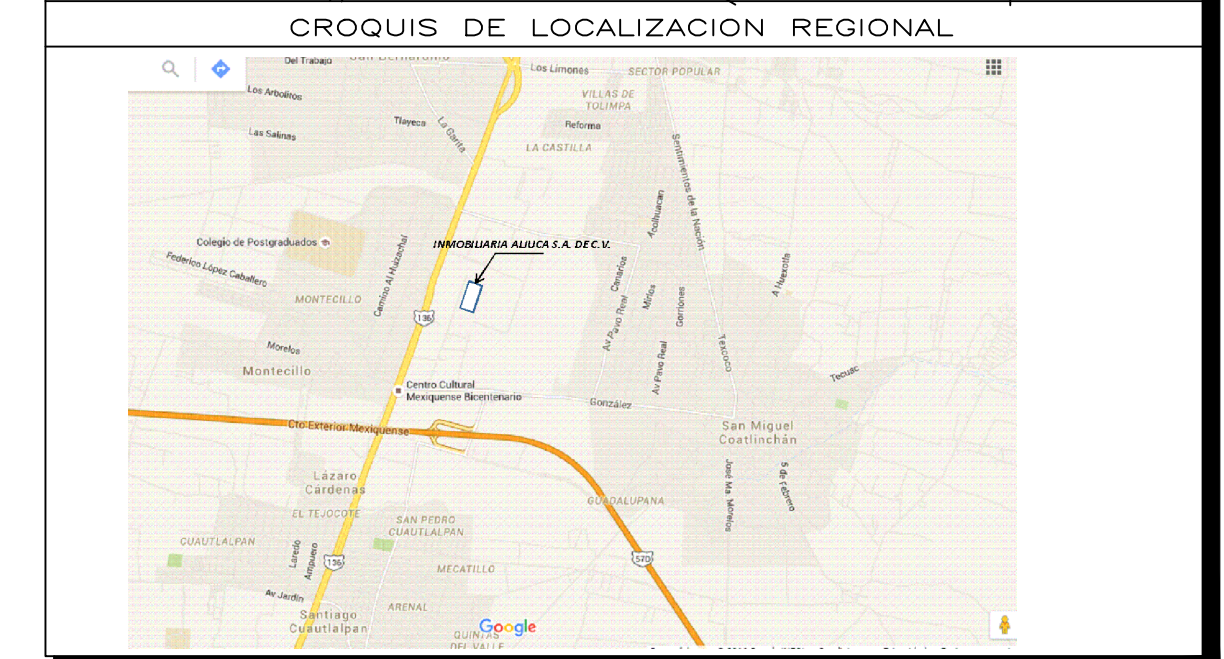 CROQUIS DE LOCALIZACION REGIONAL
Del Trabajo
San Bernardino
Los Limones
SECTOR POPULAR
Los Arbolitos
VILLAS DE
TOLIMPA
Tlayeca
La Garita
Reforma
Las Salinas
LA CASTILLA
Sentimientos de la Nación
Acolhuacan
Colegio de Postgraduados
INMOBILIARIA ALIUCA S.A. DE C.V.
Federico López Caballero
Camino Al Huizachal
Canarios
A Huexotla
MONTECILLO
Mirlos
Gorriones
136
Av Pavo Real
Morelos
Av Pavo Real
Texcoco
Montecillo
Tecuac
Centro Cultural
Mexiquense Bicentenario
González
Cto Exterior Mexiquense
San Miguel
Coatlinchán
Lázaro
Cárdenas
José Ma. Morelos
5 de Febrero
GUADALUPANA
EL TEJOCOTE
SAN PEDRO
CUAUTLALPAN
CUAUTLALPAN
Laredo
Ampuero
136
57D
MECATILLO
Av Jardín
ARENAL
Santiago
Cuautlalpan
Google
QUINTAS
DEL VALLE